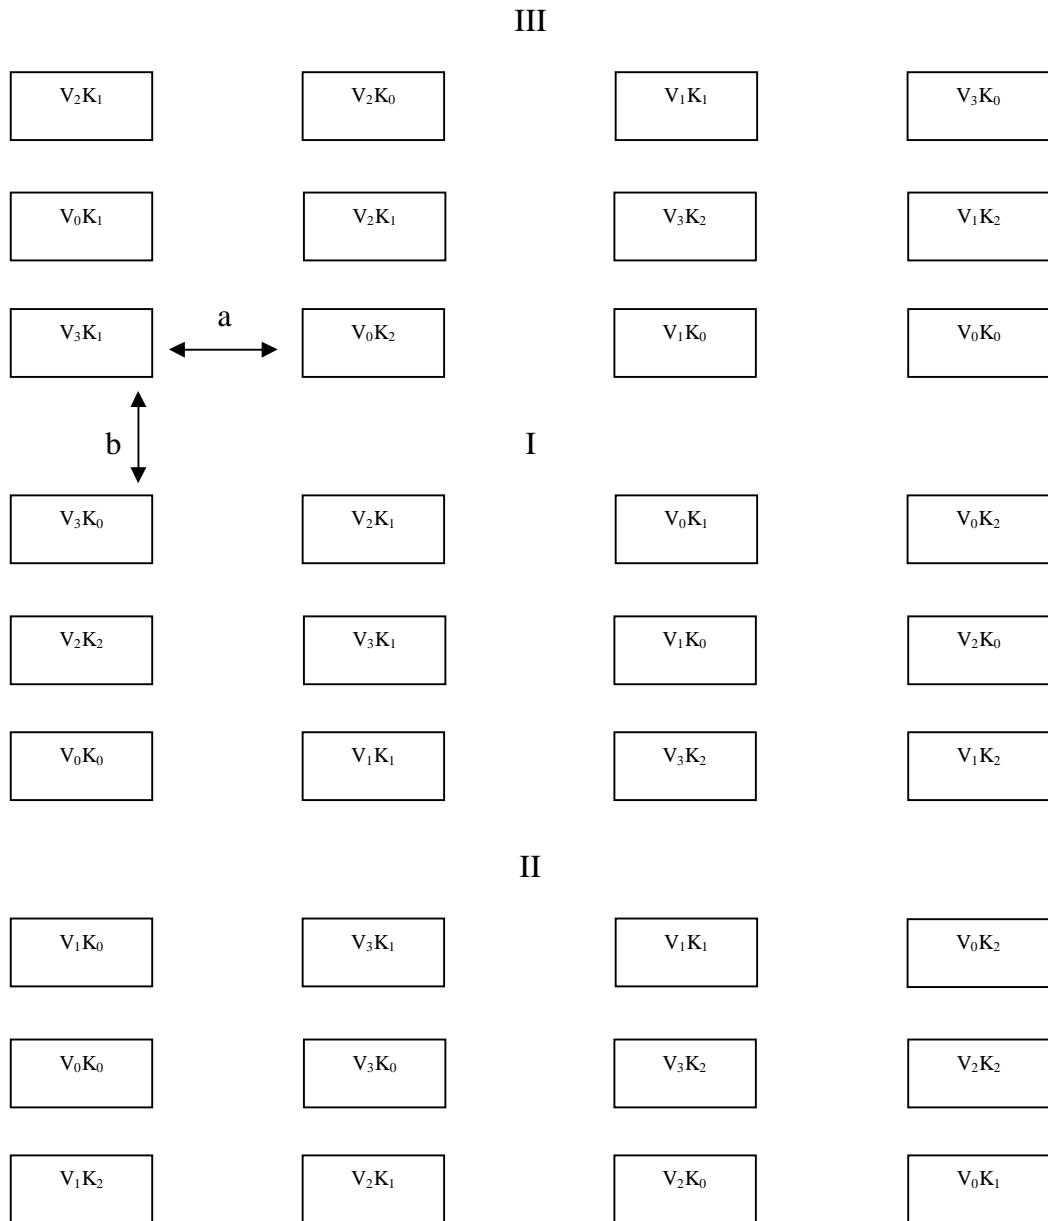 III
V₂K₁ V₂K₀ V₁K₁ V₃K₀
V₀K₁ V₂K₁ V₃K₂ V₁K₂
V₃K₁ a V₀K₂ V₁K₀ V₀K₀
b I
V₃K₀ V₂K₁ V₀K₁ V₀K₂
V₂K₂ V₃K₁ V₁K₀ V₂K₀
V₀K₀ V₁K₁ V₃K₂ V₁K₂
II
V₁K₀ V₃K₁ V₁K₁ V₀K₂
V₀K₀ V₃K₀ V₃K₂ V₂K₂
V₁K₂ V₂K₁ V₂K₀ V₀K₁